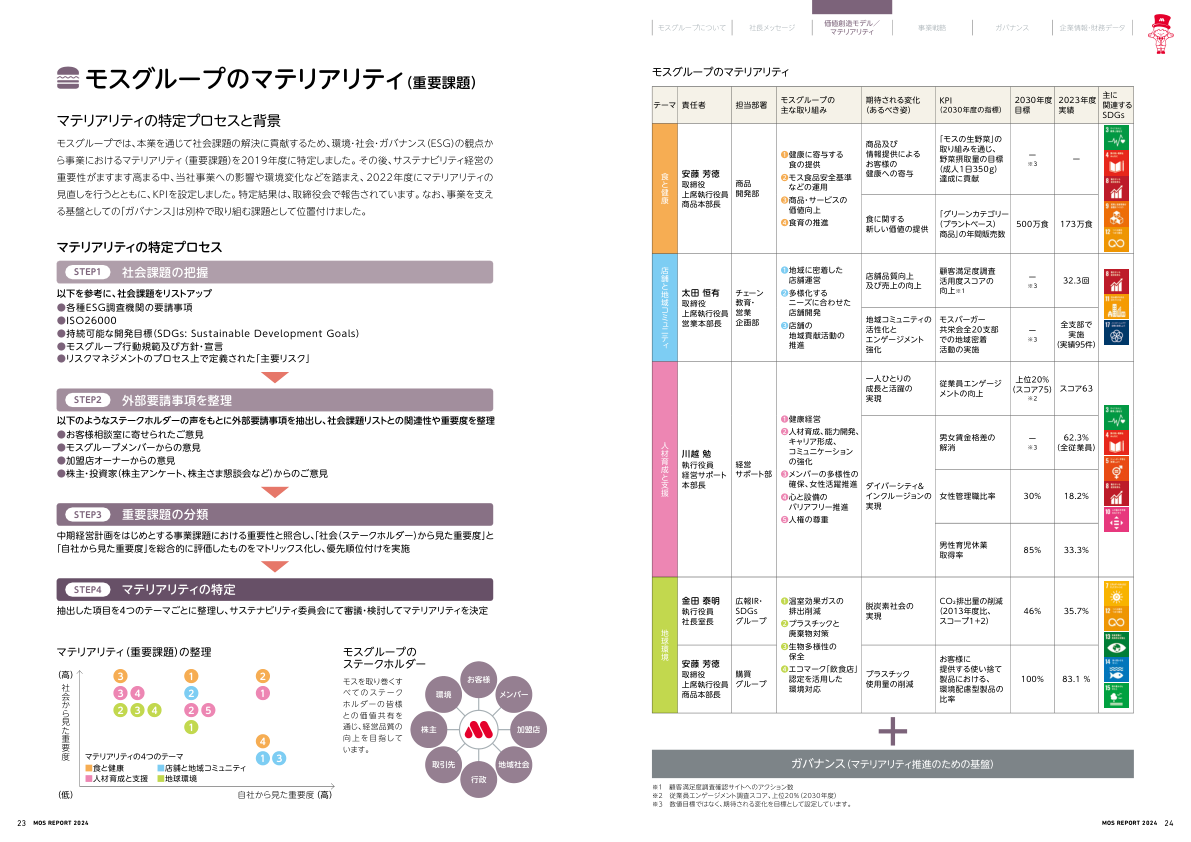 モスグループについて
社長メッセージ
価値創造モデル／
マテリアリティ
事業戦略
ガバナンス
企業情報・財務データ
モスグループのマテリアリティ（重要課題）
マテリアリティの特定プロセスと背景
モスグループでは、本業を通じて社会課題の解決に貢献するため、環境・社会・ガバナンス（ESG）の観点か
ら事業におけるマテリアリティ（重要課題）を2019年度に特定しました。その後、サステナビリティ経営の
重要性がますます高まる中、当社事業への影響や環境変化などを踏まえ、2022年度にマテリアリティの
見直しを行うとともに、KPIを設定しました。特定結果は、取締役会で報告されています。なお、事業を支え
る基盤としての「ガバナンス」は別枠で取り組む課題として位置付けました。
マテリアリティの特定プロセス
STEP1 社会課題の把握
以下を参考に、社会課題をリストアップ
●各種ESG調査機関の要請事項
●ISO26000
●持続可能な開発目標（SDGs: Sustainable Development Goals）
●モスグループ行動規範及び方針・宣言
●リスクマネジメントのプロセス上で定義された「主要リスク」
STEP2 外部要請事項を整理
以下のようなステークホルダーの声をもとに外部要請事項を抽出し、社会課題リストとの関連性や重要度を整理
●お客様相談室に寄せられたご意見
●モスグループメンバーからの意見
●加盟店オーナーからの意見
●株主・投資家（株主アンケート、株主さま懇談会など）からのご意見
STEP3 重要課題の分類
中期経営計画をはじめとする事業課題における重要性と照合し、「社会（ステークホルダー）から見た重要度」と
「自社から見た重要度」を総合的に評価したものをマトリックス化し、優先順位付けを実施
STEP4 マテリアリティの特定
抽出した項目を4つのテーマごとに整理し、サステナビリティ委員会にて審議・検討してマテリアリティを決定
マテリアリティ（重要課題）の整理
（高）
社会から見た重要度
（低）
3 1 2
3 4 2 1
2 3 4 2 5
1
4
1 3
マテリアリティの4つのテーマ
■食と健康 ■店舗と地域コミュニティ
■人材育成と支援 ■地球環境
自社から見た重要度（高）
モスグループの
ステークホルダー
モスを取り巻くす
べてのステーク
ホルダーの皆様
との価値共有を
通じ、経営品質の
向上を目指して
います。
お客様
メンバー
加盟店
地域社会
行政
取引先
株主
環境
モスグループのマテリアリティ
テーマ
責任者
担当部署
モスグループの
主な取り組み
期待される変化
（あるべき姿）
KPI
（2030年度の指標）
2030年度
目標
2023年度
実績
主に
関連する
SDGs
食と健康
安藤 芳徳
取締役
上席執行役員
商品本部長
商品
開発部
1健康に寄与する
食の提供
2モス食品安全基準
などの運用
3商品・サービスの
価値向上
4食育の推進
商品及び
情報提供による
お客様の
健康への寄与
「モスの生野菜」の
取り組みを通じ、
野菜摂取量の目標
（成人1日350g）
達成に貢献
―
※3
―
食に関する
新しい価値の提供
「グリーンカテゴリー
（プラントベース）
商品」の年間販売数
500万食
173万食
3
4
8
9
12
店舗と地域コミュニティ
太田 恒有
取締役
上席執行役員
営業本部長
チェーン
教育・
営業
企画部
1地域に密着した
店舗運営
2多様化する
ニーズに合わせた
店舗開発
3店舗の
地域貢献活動の
推進
店舗品質向上
及び売上の向上
顧客満足度調査
活用度スコアの
向上※1
―
※3
32.3回
地域コミュニティの
活性化と
エンゲージメント
強化
モスバーガー
共栄会全20支部
での地域密着
活動の実施
―
※3
全支部で
実施
（実績95件）
8
11
17
人材育成と支援
川越 勉
執行役員
経営サポート
本部長
経営
サポート部
1健康経営
2人材育成、能力開発、
キャリア形成、
コミュニケーション
の強化
3メンバーの多様性の
確保、女性活躍推進
4心と設備の
バリアフリー推進
5人権の尊重
一人ひとりの
成長と活躍の
実現
従業員エンゲージ
メントの向上
上位20%
（スコア75）
※2
スコア63
ダイバーシティ＆
インクルージョンの
実現
男女賃金格差の
解消
―
※3
62.3%
（全従業員）
女性管理職比率
30%
18.2%
男性育児休業
取得率
85%
33.3%
3
4
5
8
10
地球環境
金田 泰明
執行役員
社長室長
広報IR・
SDGs
グループ
安藤 芳徳
取締役
上席執行役員
商品本部長
購買
グループ
1温室効果ガスの
排出削減
2プラスチックと
廃棄物対策
3生物多様性の
保全
4エコマーク「飲食店」
認定を活用した
環境対応
脱炭素社会の
実現
CO₂排出量の削減
（2013年度比、
スコープ1＋2）
46%
35.7%
プラスチック
使用量の削減
お客様に
提供する使い捨て
製品における、
環境配慮型製品の
比率
100%
83.1 %
7
12
13
14
15
ガバナンス（マテリアリティ推進のための基盤）
※1 顧客満足度調査確認サイトへのアクション数
※2 従業員エンゲージメント調査スコア、上位20%（2030年度）
※3 数値目標ではなく、期待される変化を目標として設定しています。
23 MOS REPORT 2024
MOS REPORT 2024 24